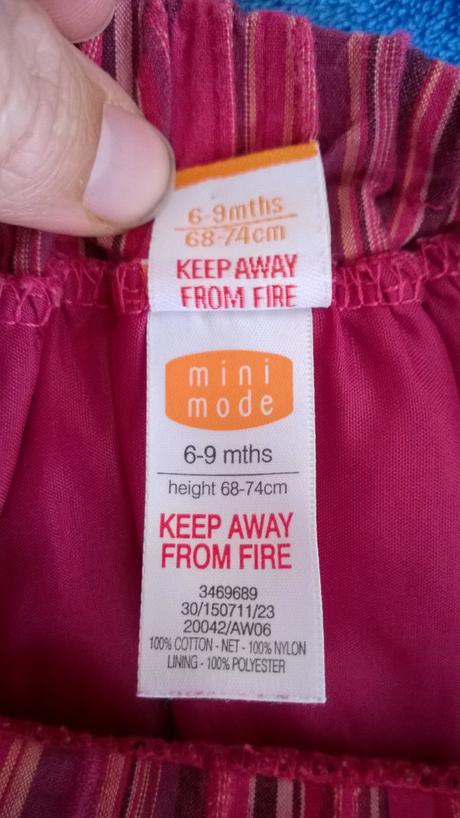 6-9mths
68-74cm
KEEP AWAY
FROM FIRE
mini
mode
6-9 mths
height 68-74cm
KEEP AWAY
FROM FIRE
3469689
30/150711/23
20042/AW06
100% COTTON - NET - 100% NYLON
LINING - 100% POLYESTER